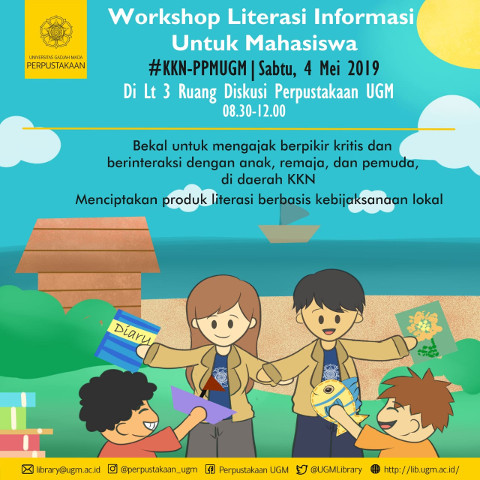 UNIVERSITAS GADJAH MADA
PERPUSTAKAAN
Workshop Literasi Informasi
Untuk Mahasiswa
#KKN-PPMUGM|Sabtu, 4 Mei 2019
Di Lt 3 Ruang Diskusi Perpustakaan UGM
08.30-12.00
Bekal untuk mengajak berpikir kritis dan
berinteraksi dengan anak, remaja, dan pemuda,
di daerah KKN
Menciptakan produk literasi berbasis kebijaksanaan lokal
Diary
library@ugm.ac.id @perpustakaan_ugm Perpustakaan UGM @UGMLibrary http://lib.ugm.ac.id/